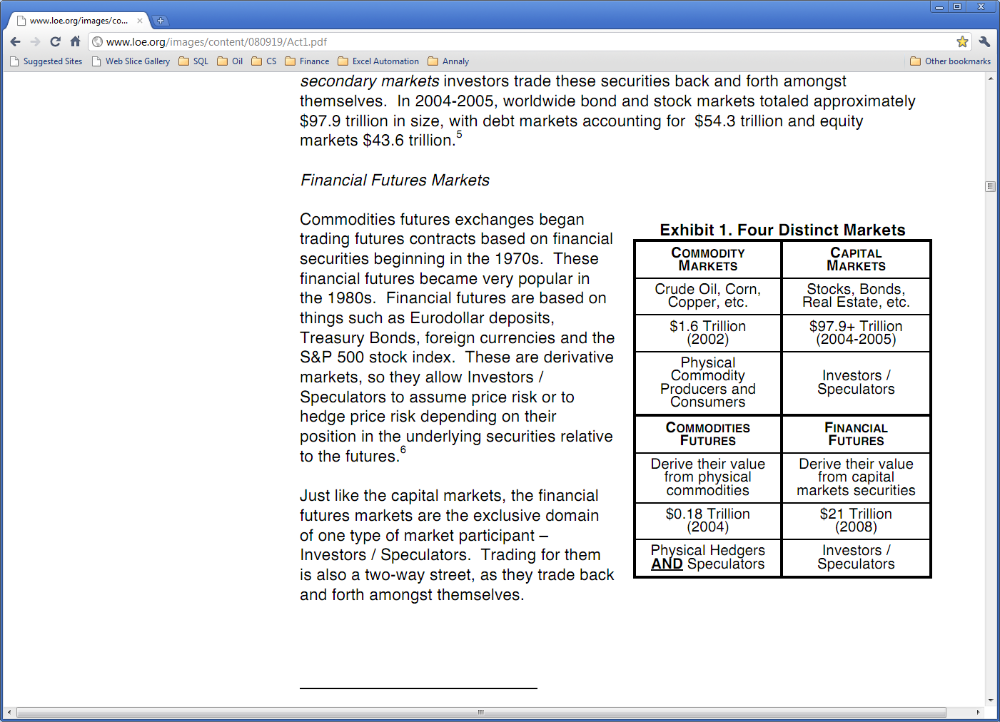 www.loe.org/images/co...
www.loe.org/images/content/080919/Act1.pdf
Suggested Sites Web Slice Gallery SQL Oil CS Finance Excel Automation Annaly Other bookmarks
secondary markets investors trade these securities back and forth amongst
themselves. In 2004-2005, worldwide bond and stock markets totaled approximately
$97.9 trillion in size, with debt markets accounting for $54.3 trillion and equity
markets $43.6 trillion.5
Financial Futures Markets
Commodities futures exchanges began
trading futures contracts based on financial
securities beginning in the 1970s. These
financial futures became very popular in
the 1980s. Financial futures are based on
things such as Eurodollar deposits,
Treasury Bonds, foreign currencies and the
S&P 500 stock index. These are derivative
markets, so they allow Investors /
Speculators to assume price risk or to
hedge price risk depending on their
position in the underlying securities relative
to the futures.6
Just like the capital markets, the financial
futures markets are the exclusive domain
of one type of market participant –
Investors / Speculators. Trading for them
is also a two-way street, as they trade back
and forth amongst themselves.
Exhibit 1. Four Distinct Markets
COMMODITY
MARKETS
CAPITAL
MARKETS
Crude Oil, Corn,
Copper, etc.
Stocks, Bonds,
Real Estate, etc.
$1.6 Trillion
(2002)
$97.9+ Trillion
(2004-2005)
Physical
Commodity
Producers and
Consumers
Investors /
Speculators
COMMODITIES
FUTURES
FINANCIAL
FUTURES
Derive their value
from physical
commodities
Derive their value
from capital
markets securities
$0.18 Trillion
(2004)
$21 Trillion
(2008)
Physical Hedgers
AND Speculators
Investors /
Speculators